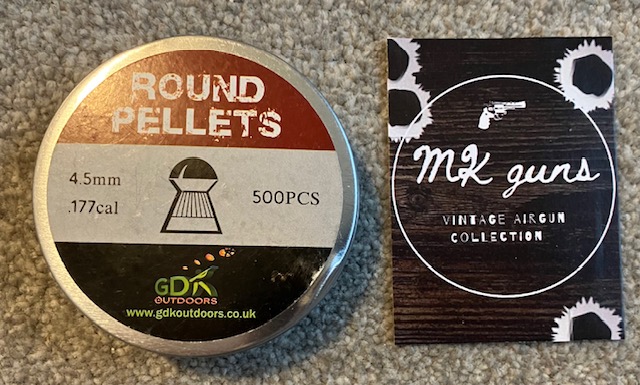 ROUND
PELLETS
4.5mm
.177cal
500PCS
GDK
OUTDOORS
www.gdkoutdoors.co.uk
MK guns
VINTAGE AIRGUN
COLLECTION